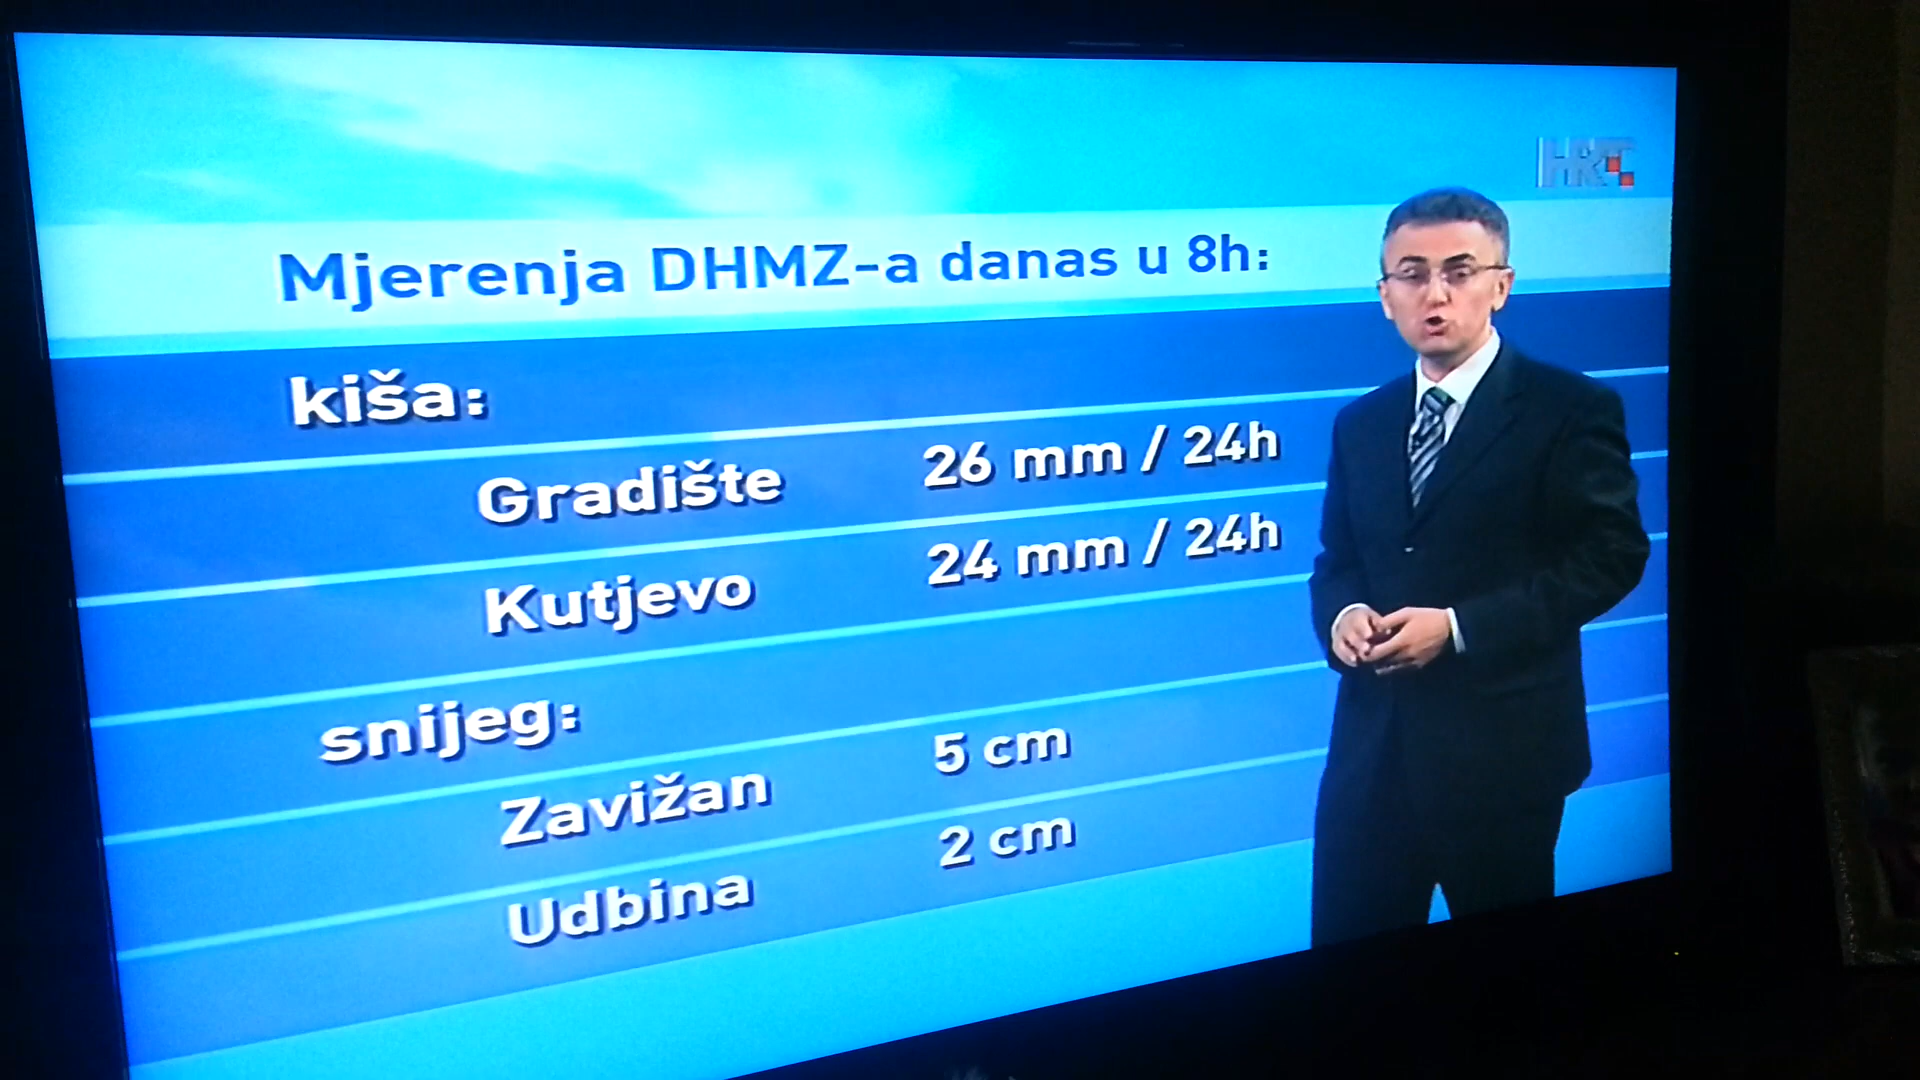 HRT
Mjerenja DHMZ-a danas u 8h:
kiša:
Gradište 26 mm / 24h
Kutjevo 24 mm / 24h
snijeg:
Zavižan 5 cm
Udbina 2 cm